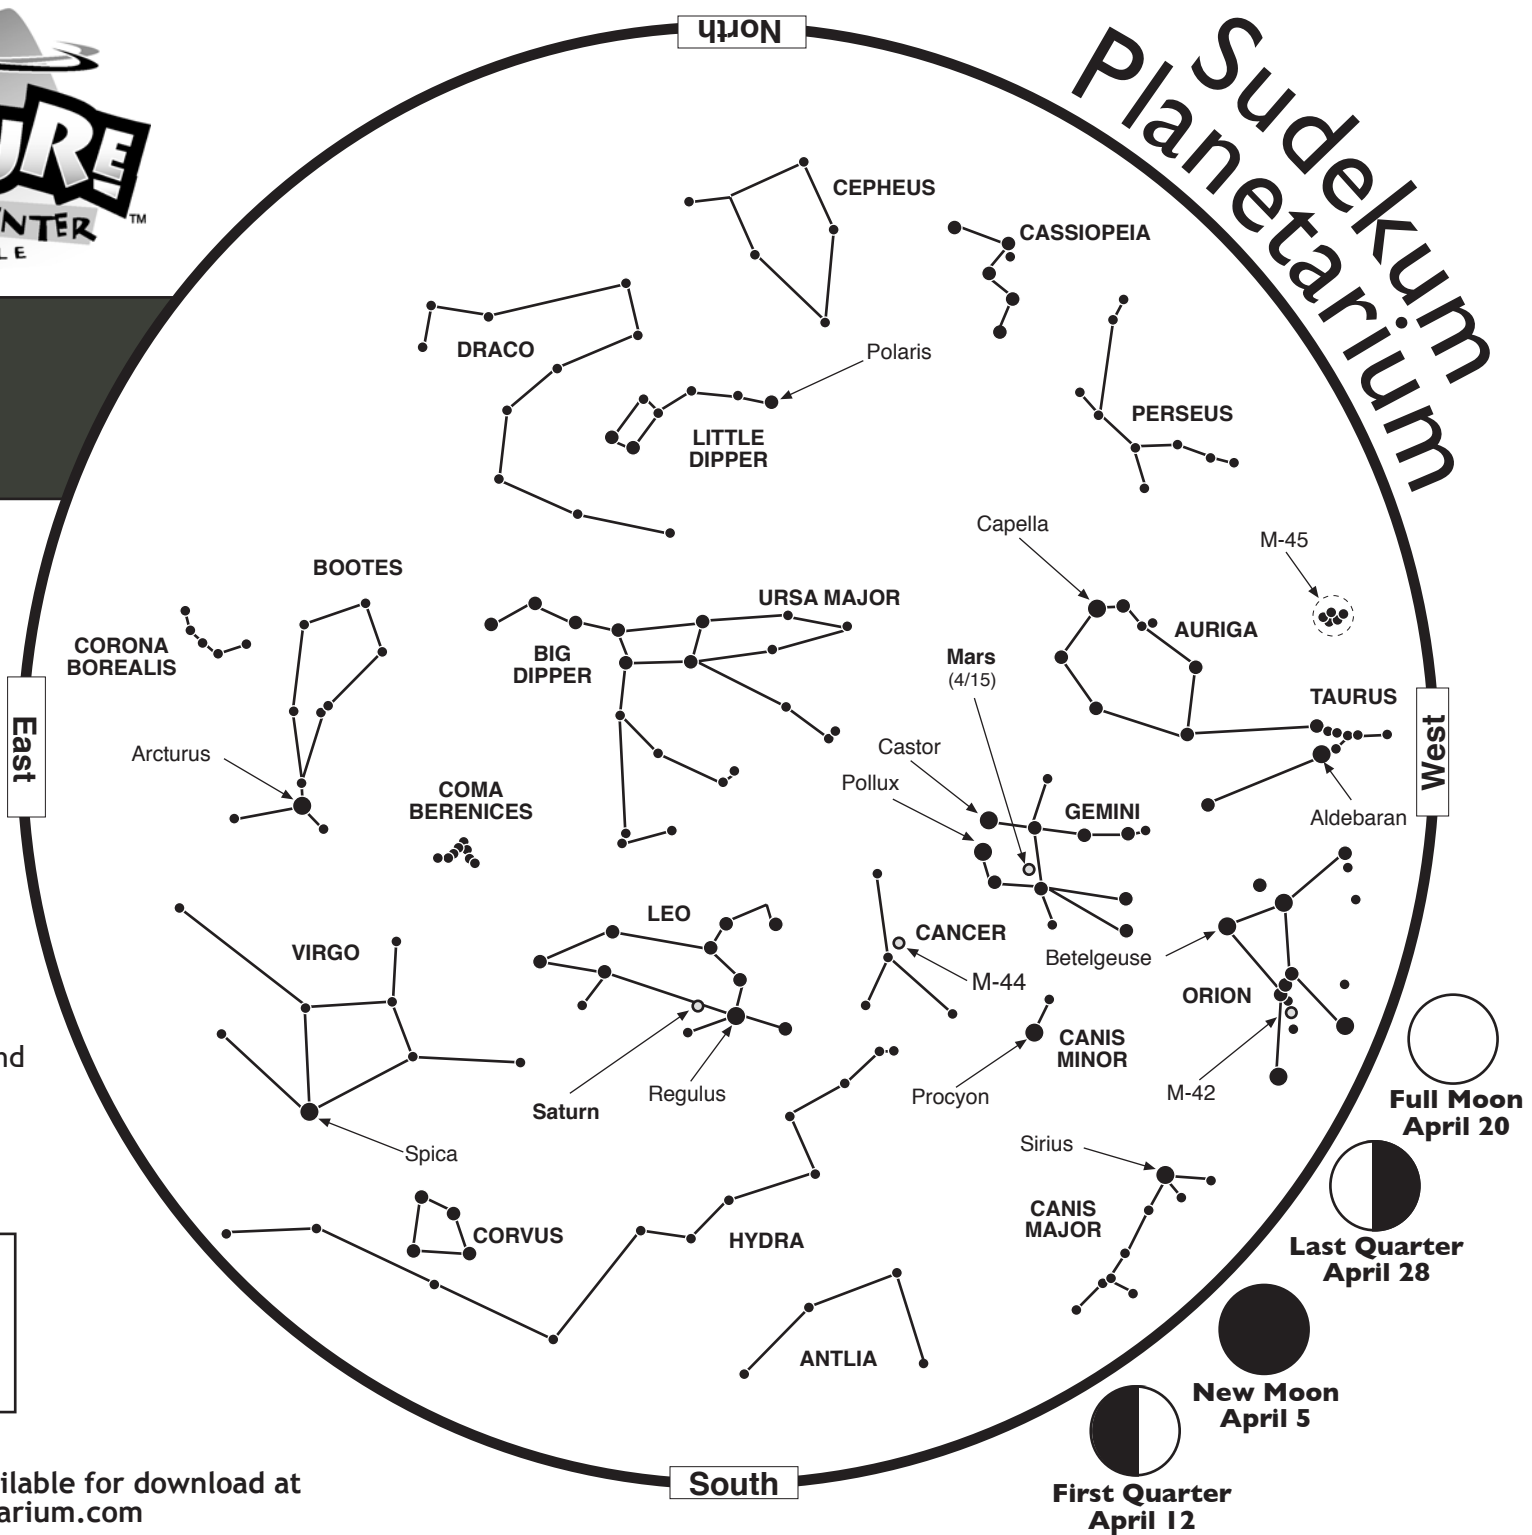 North
Sudekum
Planetarium
URE
NTER
™
LE
CEPHEUS
CASSIOPEIA
DRACO
Polaris
PERSEUS
LITTLE
DIPPER
Capella
M-45
BOOTES
URSA MAJOR
AURIGA
CORONA
BOREALIS
BIG
DIPPER
Mars
(4/15)
TAURUS
East
West
Arcturus
Castor
Pollux
COMA
BERENICES
GEMINI
Aldebaran
LEO
VIRGO
CANCER
Betelgeuse
M-44
ORION
CANIS
MINOR
nd
Saturn
Regulus
Procyon
M-42
Full Moon
April 20
Spica
Sirius
CORVUS
HYDRA
CANIS
MAJOR
Last Quarter
April 28
ANTLIA
New Moon
April 5
South
First Quarter
April 12
ilable for download at
arium.com